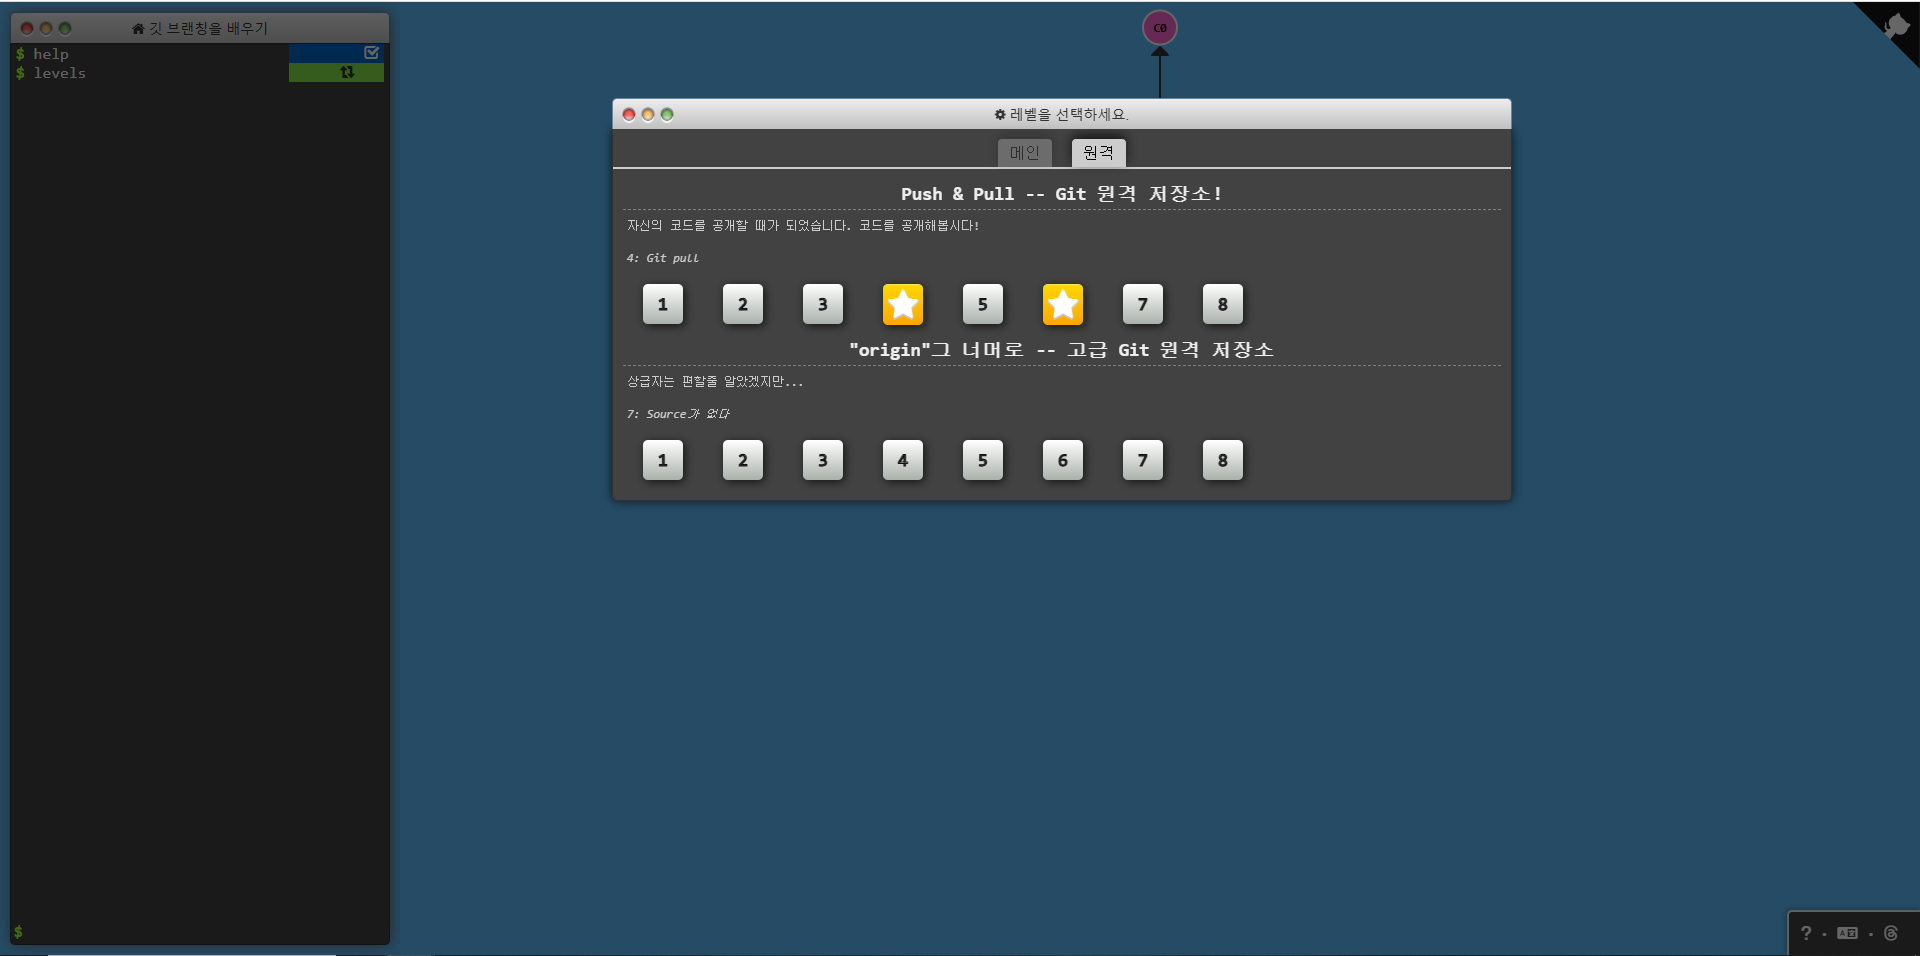 깃 브랜칭을 배우기
$ help
$ levels
$
C0
레벨을 선택하세요.
메인 원격
Push & Pull -- Git 원격 저장소!
자신의 코드를 공개할 때가 되었습니다. 코드를 공개해봅시다!
4: Git pull
1 2 3 5 7 8
"origin"그 너머로 -- 고급 Git 원격 저장소
상급자는 편할줄 알았겠지만...
7: Source가 없다
1 2 3 4 5 6 7 8
?